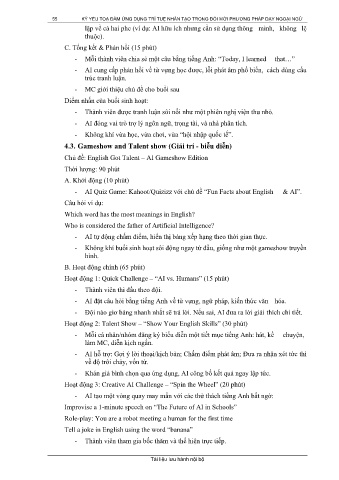 55 KỶ YẾU TỌA ĐÀM ỨNG DỤNG TRÍ TUỆ NHÂN TẠO TRONG ĐỔI MỚI PHƯƠNG PHÁP DẠY NGOẠI NGỮ
lập về cả hai phe (ví dụ: AI hữu ích nhưng cần sử dụng thông minh, không lệ
thuộc).
C. Tổng kết & Phản hồi (15 phút)
- Mỗi thành viên chia sẻ một câu bằng tiếng Anh: “Today, I learned that…”
- AI cung cấp phản hồi về từ vựng học được, lỗi phát âm phổ biến, cách dùng cấu
trúc tranh luận.
- MC giới thiệu chủ đề cho buổi sau
Điểm nhấn của buổi sinh hoạt:
- Thành viên được tranh luận sôi nổi như một phiên nghị viện thu nhỏ.
- AI đóng vai trò trợ lý ngôn ngữ, trọng tài, và nhà phân tích.
- Không khí vừa học, vừa chơi, vừa “hội nhập quốc tế”.
4.3. Gameshow and Talent show (Giải trí - biểu diễn)
Chủ đề: English Got Talent – AI Gameshow Edition
Thời lượng: 90 phút
A. Khởi động (10 phút)
- AI Quiz Game: Kahoot/Quizizz với chủ đề “Fun Facts about English & AI”.
Câu hỏi ví dụ:
Which word has the most meanings in English?
Who is considered the father of Artificial Intelligence?
- AI tự động chấm điểm, hiển thị bảng xếp hạng theo thời gian thực.
- Không khí buổi sinh hoạt sôi động ngay từ đầu, giống như một gameshow truyền
hình.
B. Hoạt động chính (65 phút)
Hoạt động 1: Quick Challenge – “AI vs. Humans” (15 phút)
- Thành viên thi đấu theo đội.
- AI đặt câu hỏi bằng tiếng Anh về từ vựng, ngữ pháp, kiến thức văn hóa.
- Đội nào giơ bảng nhanh nhất sẽ trả lời. Nếu sai, AI đưa ra lời giải thích chi tiết.
Hoạt động 2: Talent Show – “Show Your English Skills” (30 phút)
- Mỗi cá nhân/nhóm đăng ký biểu diễn một tiết mục tiếng Anh: hát, kể chuyện,
làm MC, diễn kịch ngắn.
- AI hỗ trợ: Gợi ý lời thoại/kịch bản; Chấm điểm phát âm; Đưa ra nhận xét tức thì
về độ trôi chảy, vốn từ.
- Khán giả bình chọn qua ứng dụng, AI công bố kết quả ngay lập tức.
Hoạt động 3: Creative AI Challenge – “Spin the Wheel” (20 phút)
- AI tạo một vòng quay may mắn với các thử thách tiếng Anh bất ngờ:
Improvise a 1-minute speech on “The Future of AI in Schools”
Role-play: You are a robot meeting a human for the first time
Tell a joke in English using the word “banana”
- Thành viên tham gia bốc thăm và thể hiện trực tiếp.
Tài liệu lưu hành nội bộ